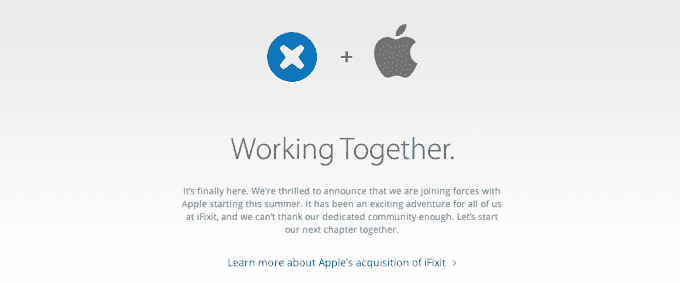 +
Working Together.
It's finally here. We're thrilled to announce that we are joining forces with
Apple starting this summer. It has been an exciting adventure for all of us
at iFixit, and we can't thank our dedicated community enough. Let's start
our next chapter together.
Learn more about Apple's acquisition of iFixIt >